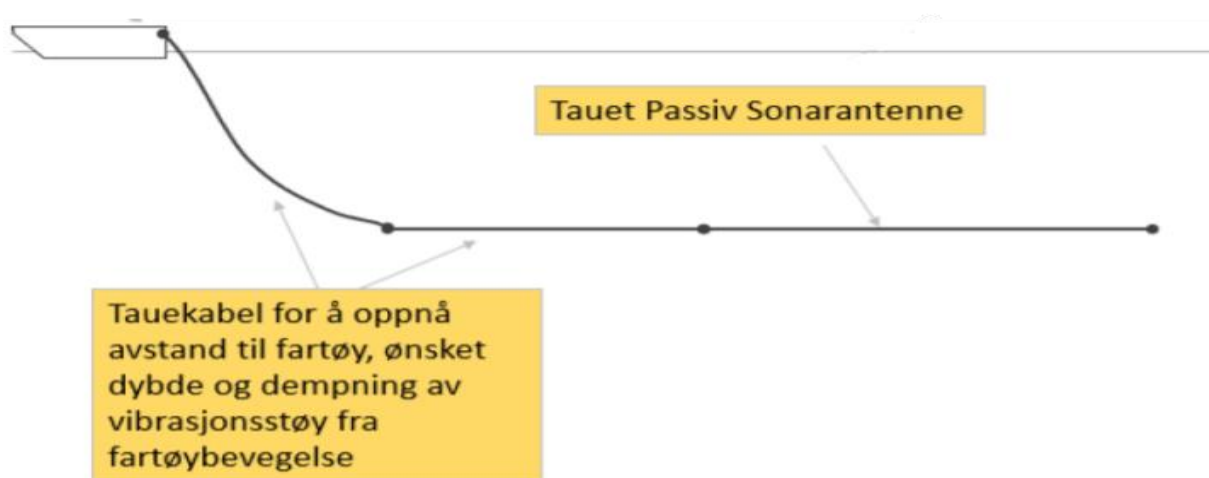 Tauet Passiv Sonarantenne
Tauekabel for å oppnå
avstand til fartøy, ønsket
dybde og dempning av
vibrasjonsstøy fra
fartøybevegelse